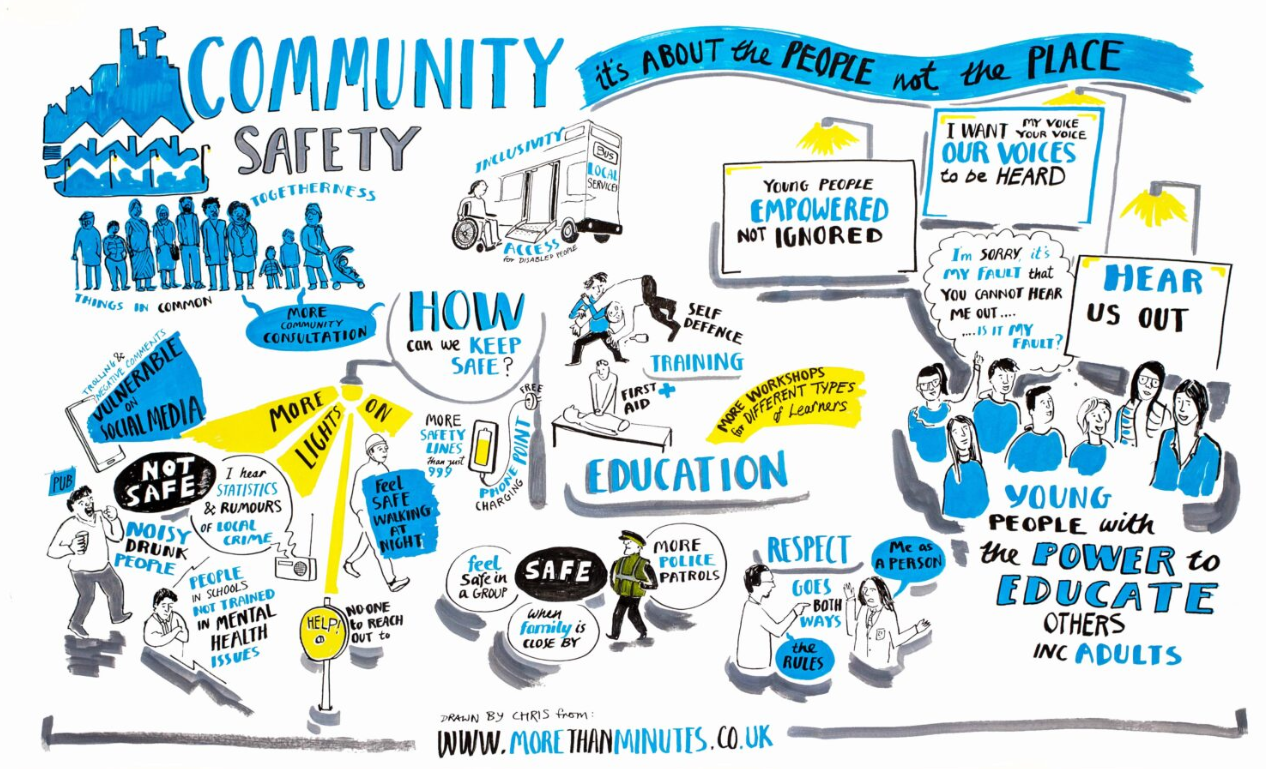 COMMUNITY
SAFETY
it's ABOUT the PEOPLE not the PLACE
TOGETHERNESS
THINGS IN COMMON
MORE
COMMUNITY
CONSULTATION
INCLUSIVITY
BUS
LOCAL
SERVICES
ACCESS
for DISABLED PEOPLE
YOUNG PEOPLE
EMPOWERED
NOT IGNORED
I WANT MY VOICE
YOUR VOICE
OUR VOICES
to be HEARD
I'm SORRY, it's
MY FAULT that
YOU CANNOT HEAR
ME OUT....
....IS IT MY
FAULT?
HEAR
US OUT
HOW
can we KEEP
SAFE?
SELF
DEFENCE
TRAINING
FIRST
AID
MORE WORKSHOPS
for DIFFERENT TYPES
of Learners
EDUCATION
TROLLING &
NEGATIVE COMMENTS
VULNERABLE
ON
SOCIAL MEDIA
MORE
LIGHTS
ON
MORE
SAFETY
LINES
than just
999
FREE
PHONE POINT
CHARGING
PUB
NOT
SAFE
NOISY
DRUNK
PEOPLE
I hear
STATISTICS
& RUMOURS
OF LOCAL
CRIME
Feel
SAFE
WALKING
AT
NIGHT
PEOPLE
IN SCHOOLS
NOT TRAINED
IN MENTAL
HEALTH
ISSUES
HELP!
NO ONE
to REACH
OUT to
feel
Safe in
a GROUP
SAFE
when
family is
CLOSE BY
MORE
POLICE
PATROLS
RESPECT
GOES
BOTH
WAYS
the
RULES
Me as
A PERSON
YOUNG
PEOPLE with
the POWER to
EDUCATE
OTHERS
INC ADULTS
DRAWN BY CHRIS from:
WWW.MORETHANMINUTES.CO.UK